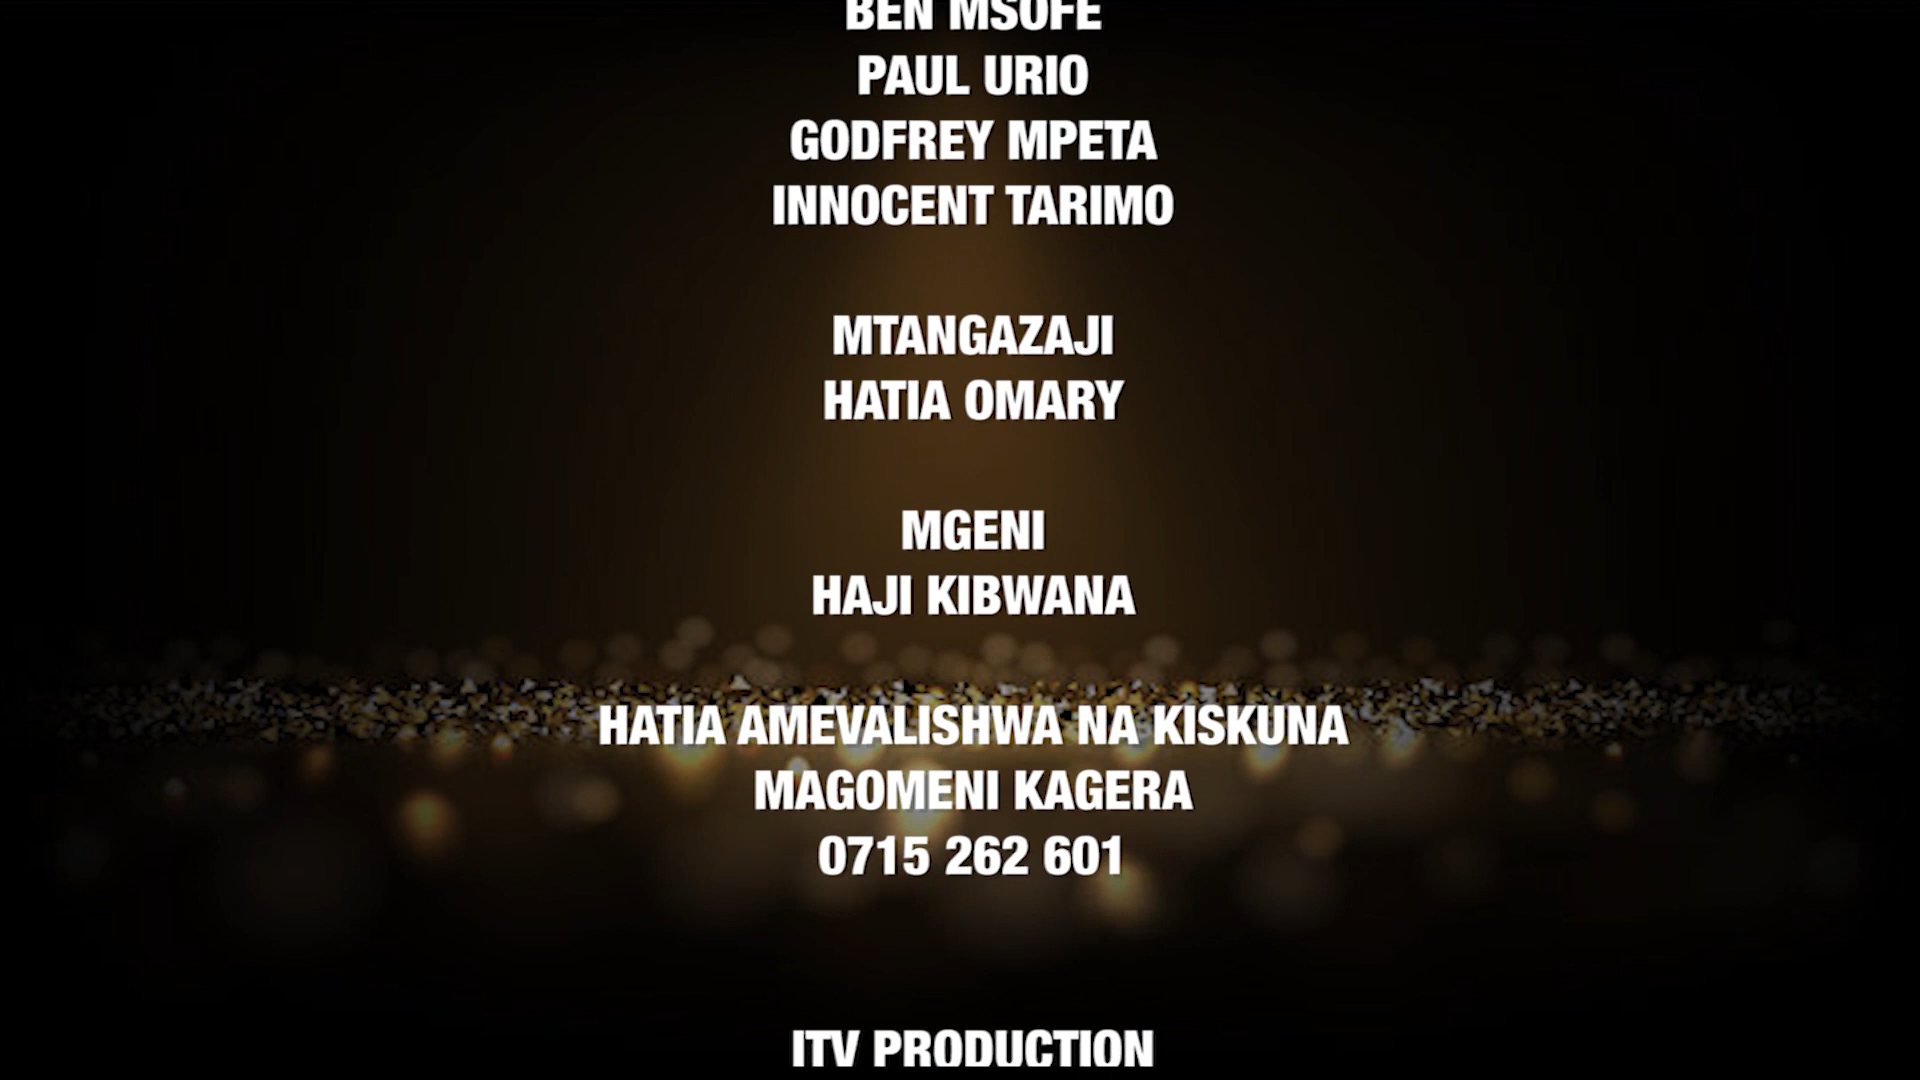 BEN MSOFE
PAUL URIO
GODFREY MPETA
INNOCENT TARIMO
MTANGAZAJI
HATIA OMARY
MGENI
HAJI KIBWANA
HATIA AMEVALISHWA NA KISKUNA
MAGOMENI KAGERA
0715 262 601
ITV PRODUCTION